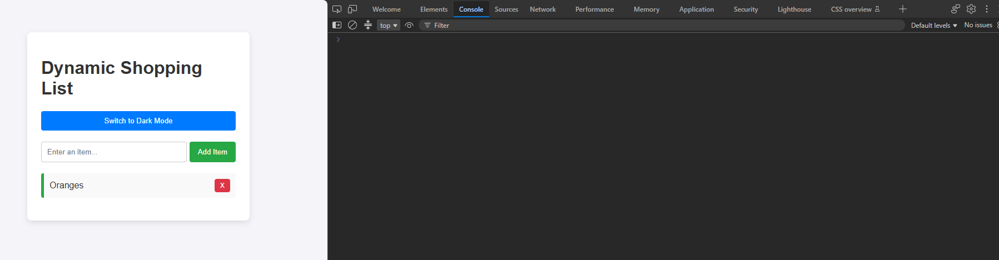 Dynamic Shopping
List
Switch to Dark Mode
Enter an item...
Add Item
Oranges
X
Welcome
Elements
Console
Sources
Network
Performance
Memory
Application
Security
Lighthouse
CSS overview
top
Filter
Default levels
No issues